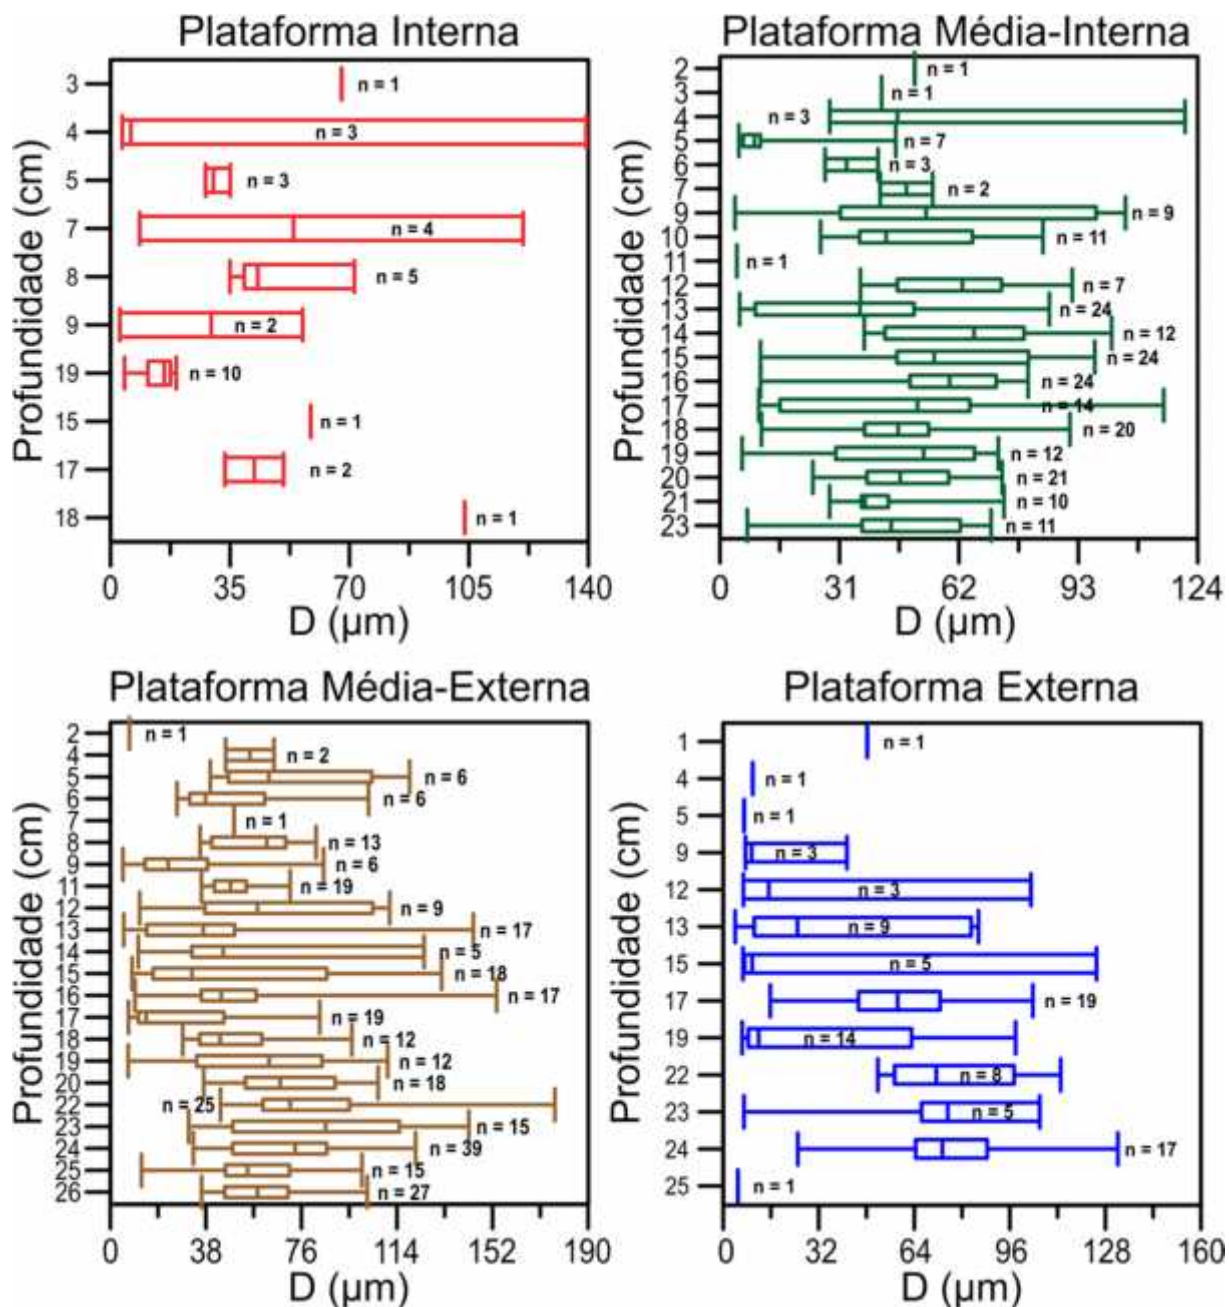 Plataforma Interna
Profundidade (cm)
3
n = 1
4
n = 3
5
n = 3
7
n = 4
8
n = 5
9
n = 2
19
n = 10
15
n = 1
17
n = 2
18
n = 1
0 35 70 105 140
D (µm)
Plataforma Média-Interna
Profundidade (cm)
2
n = 1
3
n = 1
4
n = 3
5
n = 7
6
n = 3
7
n = 2
9
n = 9
10
n = 11
11
n = 1
12
n = 7
13
n = 24
14
n = 12
15
n = 24
16
n = 24
17
n = 14
18
n = 20
19
n = 12
20
n = 21
21
n = 10
23
n = 11
0 31 62 93 124
D (µm)
Plataforma Média-Externa
Profundidade (cm)
2
n = 1
4
n = 2
5
n = 6
6
n = 6
7
n = 1
8
n = 13
9
n = 6
11
n = 19
12
n = 9
13
n = 17
14
n = 5
15
n = 18
16
n = 17
17
n = 19
18
n = 12
19
n = 12
20
n = 18
22
n = 25
23
n = 15
24
n = 39
25
n = 15
26
n = 27
0 38 76 114 152 190
D (µm)
Plataforma Externa
Profundidade (cm)
1
n = 1
4
n = 1
5
n = 1
9
n = 3
12
n = 3
13
n = 9
15
n = 5
17
n = 19
19
n = 14
22
n = 8
23
n = 5
24
n = 17
25
n = 1
0 32 64 96 128 160
D (µm)